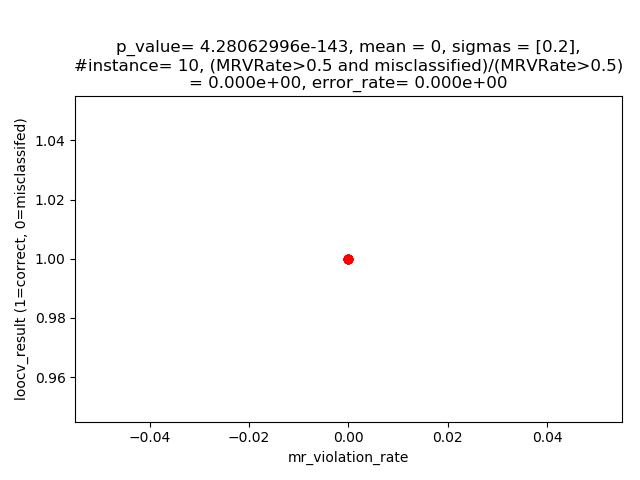 p_value= 4.28062996e-143, mean = 0, sigmas = [0.2],
#instance= 10, (MRVRate>0.5 and misclassified)/(MRVRate>0.5)
= 0.000e+00, error_rate= 0.000e+00
loocv_result (1=correct, 0=misclassifed)
1.04
1.02
1.00
0.98
0.96
−0.04
−0.02
0.00
0.02
0.04
mr_violation_rate